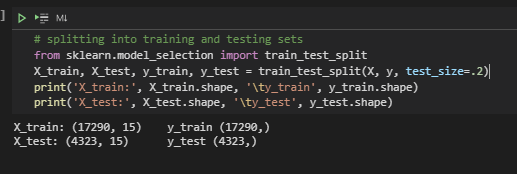 ]
M↓
# splitting into training and testing sets
from sklearn.model_selection import train_test_split
X_train, X_test, y_train, y_test = train_test_split(X, y, test_size=.2)
print('X_train:', X_train.shape, '\ty_train', y_train.shape)
print('X_test:', X_test.shape, '\ty_test', y_test.shape)
X_train: (17290, 15)    y_train (17290,)
X_test: (4323, 15)      y_test (4323,)